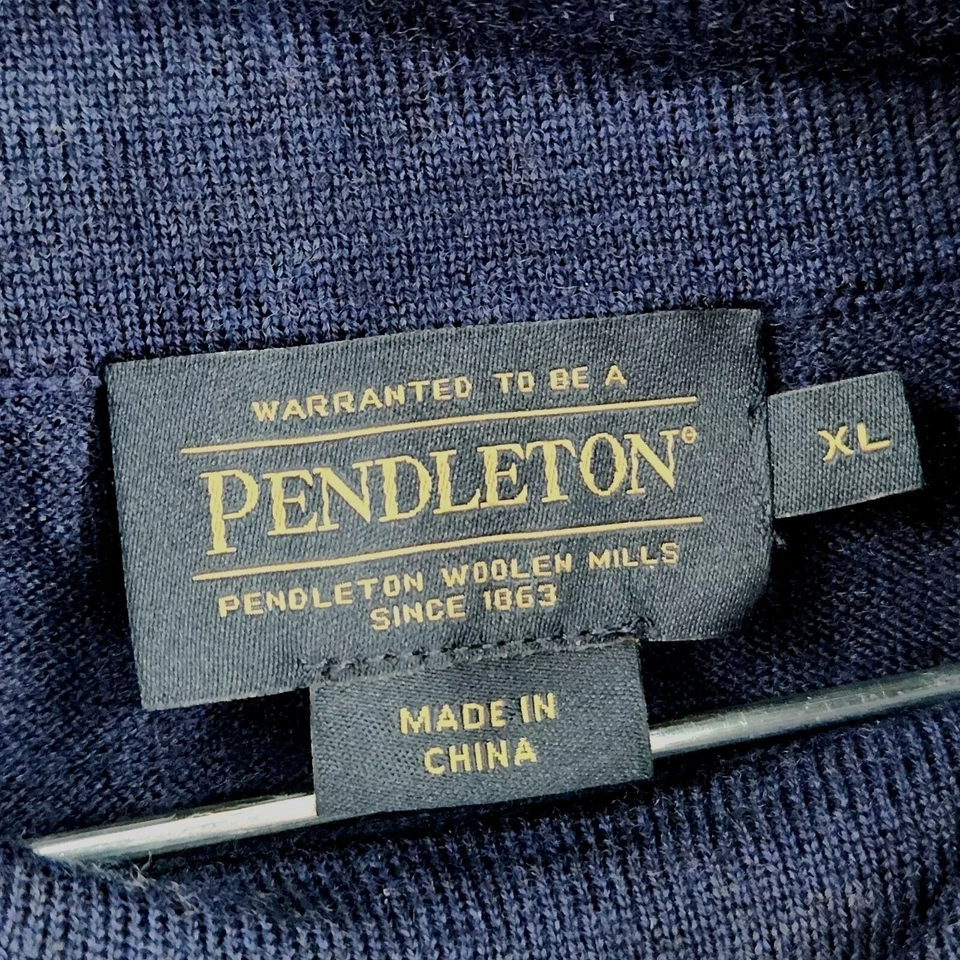 WARRANTED TO BE A
PENDLETON®
PENDLETON WOOLEN MILLS
SINCE 1863
XL
MADE IN
CHINA